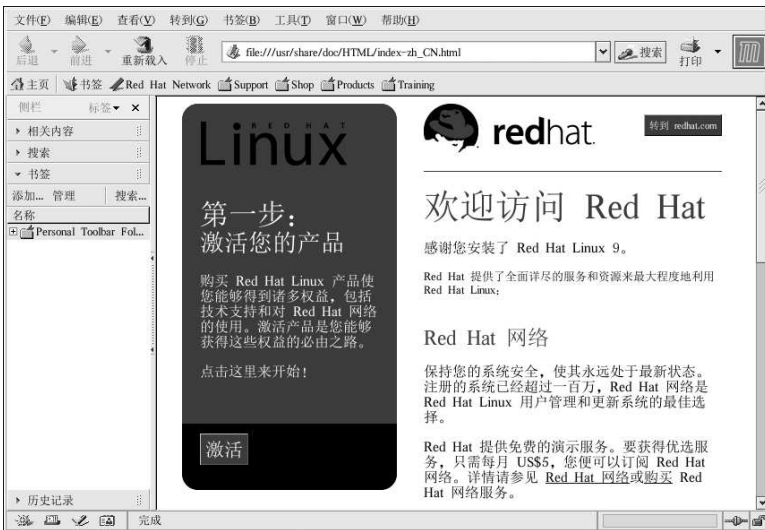 文件(F) 编辑(E) 查看(V) 转到(G) 书签(B) 工具(T) 窗口(W) 帮助(H)
后退 前进 重新载入 停止 file:///usr/share/doc/HTML/index-zh_CN.html 搜索 打印
主页 书签 Red Hat Network Support Shop Products Training
侧栏 标签
相关内容
搜索
书签
添加... 管理 搜索...
名称
Personal Toolbar Fol...
历史记录
RED HAT
Linux
第一步:
激活您的产品
购买 Red Hat Linux 产品使
您能够得到诸多权益，包括
技术支持和对 Red Hat 网络
的使用。激活产品是您能够
获得这些权益的必由之路。
点击这里来开始!
激活
redhat.
转到 redhat.com
欢迎访问 Red Hat
感谢您安装了 Red Hat Linux 9。
Red Hat 提供了全面详尽的服务和资源来最大程度地利用
Red Hat Linux:
Red Hat 网络
保持您的系统安全，使其永远处于最新状态。
注册的系统已经超过一百万，Red Hat 网络是
Red Hat Linux 用户管理和更新系统的最佳选
择。
Red Hat 提供免费的演示服务。要获得优选服
务，只需每月 US$5，您便可以订阅 Red Hat
网络。详情请参见 Red Hat 网络或购买 Red
Hat 网络服务。
完成